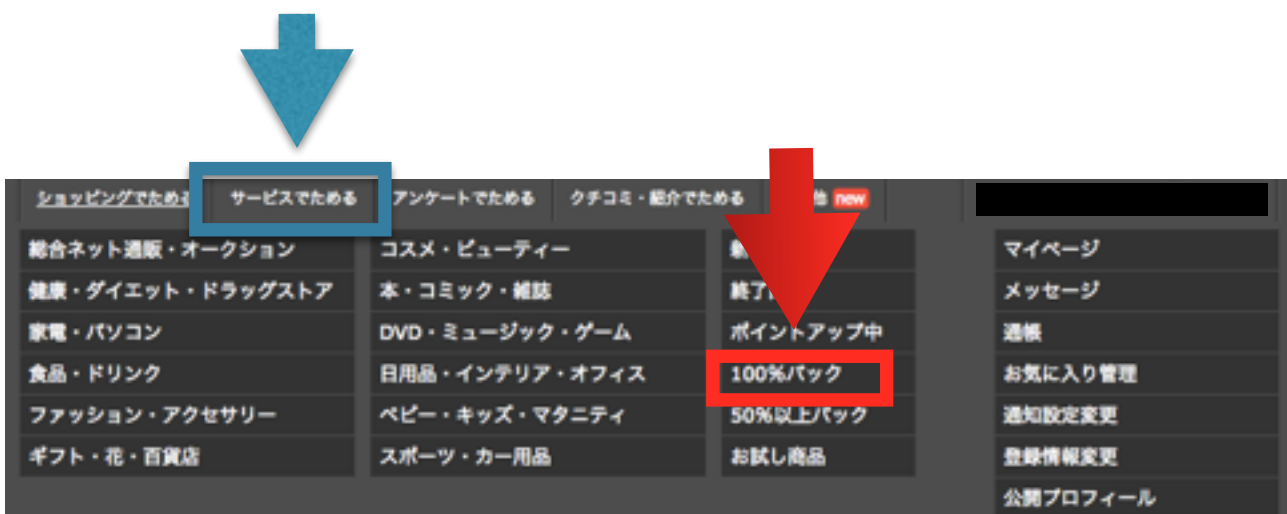 ショッピングでためる サービスでためる アンケートでためる クチコミ・紹介でためる 他 new
総合ネット通販・オークション コスメ・ビューティー マイページ
健康・ダイエット・ドラッグストア 本・コミック・雑誌 終了 メッセージ
家電・パソコン DVD・ミュージック・ゲーム ポイントアップ中 通帳
食品・ドリンク 日用品・インテリア・オフィス 100%バック お気に入り管理
ファッション・アクセサリー ベビー・キッズ・マタニティ 50%以上バック 通知設定変更
ギフト・花・百貨店 スポーツ・カー用品 お試し商品 登録情報変更
公開プロフィール